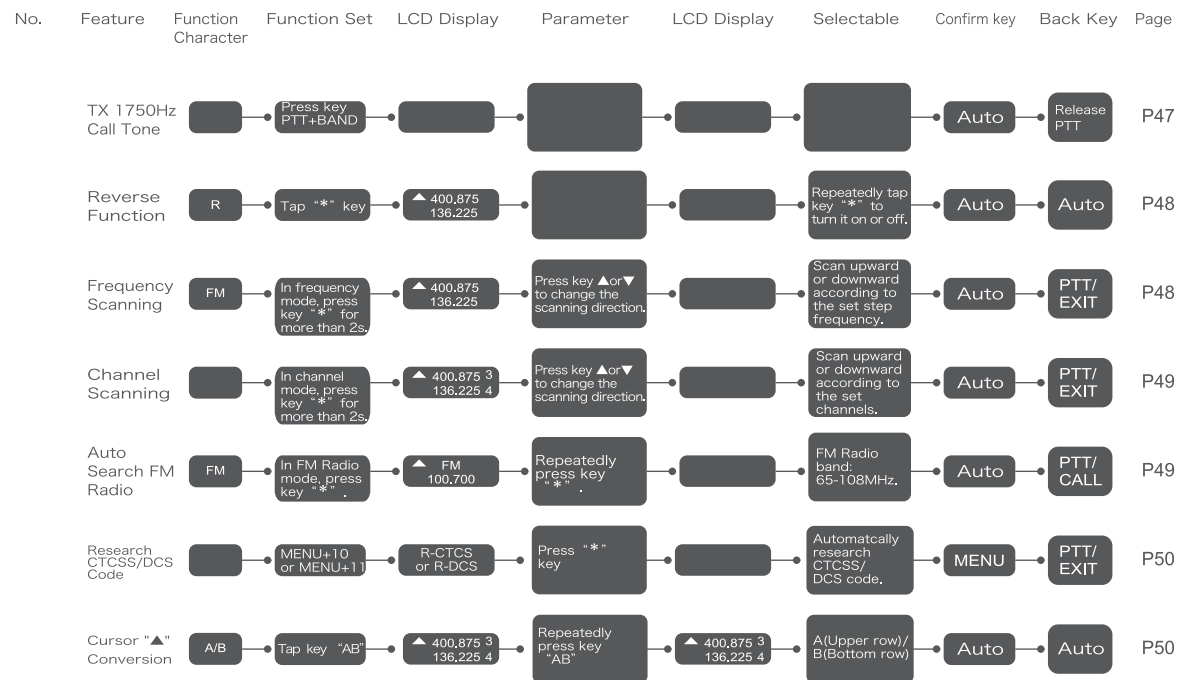 No. Feature Function Character Function Set LCD Display Parameter LCD Display Selectable Confirm key Back Key Page
TX 1750Hz
Call Tone
Press key
PTT+BAND
Auto
Release
PTT
P47
Reverse
Function
R
Tap “*” key
▲ 400.875
136.225
Repeatedly tap
key “*” to
turn it on or off.
Auto
Auto
P48
Frequency
Scanning
FM
In frequency
mode, press
key “*” for
more than 2s.
▲ 400.875
136.225
Press key ▲or▼
to change the
scanning direction.
Scan upward
or downward
according to
the set step
frequency.
Auto
PTT/
EXIT
P48
Channel
Scanning
In channel
mode, press
key “*” for
more than 2s.
▲ 400.875 3
136.225 4
Press key ▲or▼
to change the
scanning direction.
Scan upward
or downward
according to
the set
channels.
Auto
PTT/
EXIT
P49
Auto
Search FM
Radio
FM
In FM Radio
mode, press
key “*” .
▲ FM
100.700
Repeatedly
press key
“*” .
FM Radio
band:
65-108MHz.
Auto
PTT/
CALL
P49
Research
CTCSS/DCS
Code
MENU+10
or MENU+11
R-CTCS
or R-DCS
Press “*”
key
Automatcally
research
CTCSS/
DCS code.
MENU
PTT/
EXIT
P50
Cursor "▲"
Conversion
A/B
Tap key “AB”
▲ 400.875 3
136.225 4
Repeatedly
press key
“AB”
▲ 400.875 3
136.225 4
A(Upper row)/
B(Bottom row)
Auto
Auto
P50